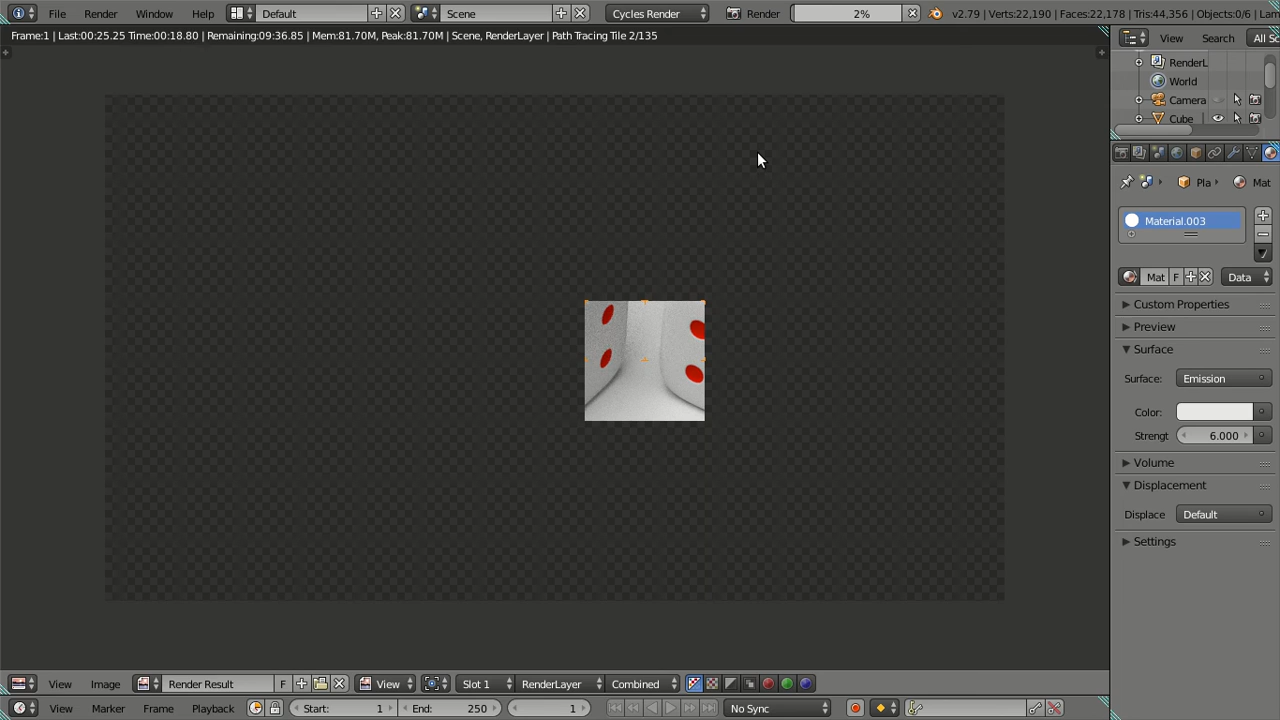 File Render Window Help Default Scene Cycles Render Render 2% v2.79 | Verts:22,190 | Faces:22,178 | Tris:44,356 | Objects:0/6 | Lam
Frame:1 | Last:00:25.25 Time:00:18.80 | Remaining:09:36.85 | Mem:81.70M, Peak:81.70M | Scene, RenderLayer | Path Tracing Tile 2/135
View Search All Sc
RenderL
World
Camera
Cube
Pla Mat
Material.003
Mat F Data
Custom Properties
Preview
Surface
Surface: Emission
Color:
Strengt 6.000
Volume
Displacement
Displace Default
Settings
View Image Render Result F View Slot 1 RenderLayer Combined
View Marker Frame Playback Start: 1 End: 250 1 No Sync